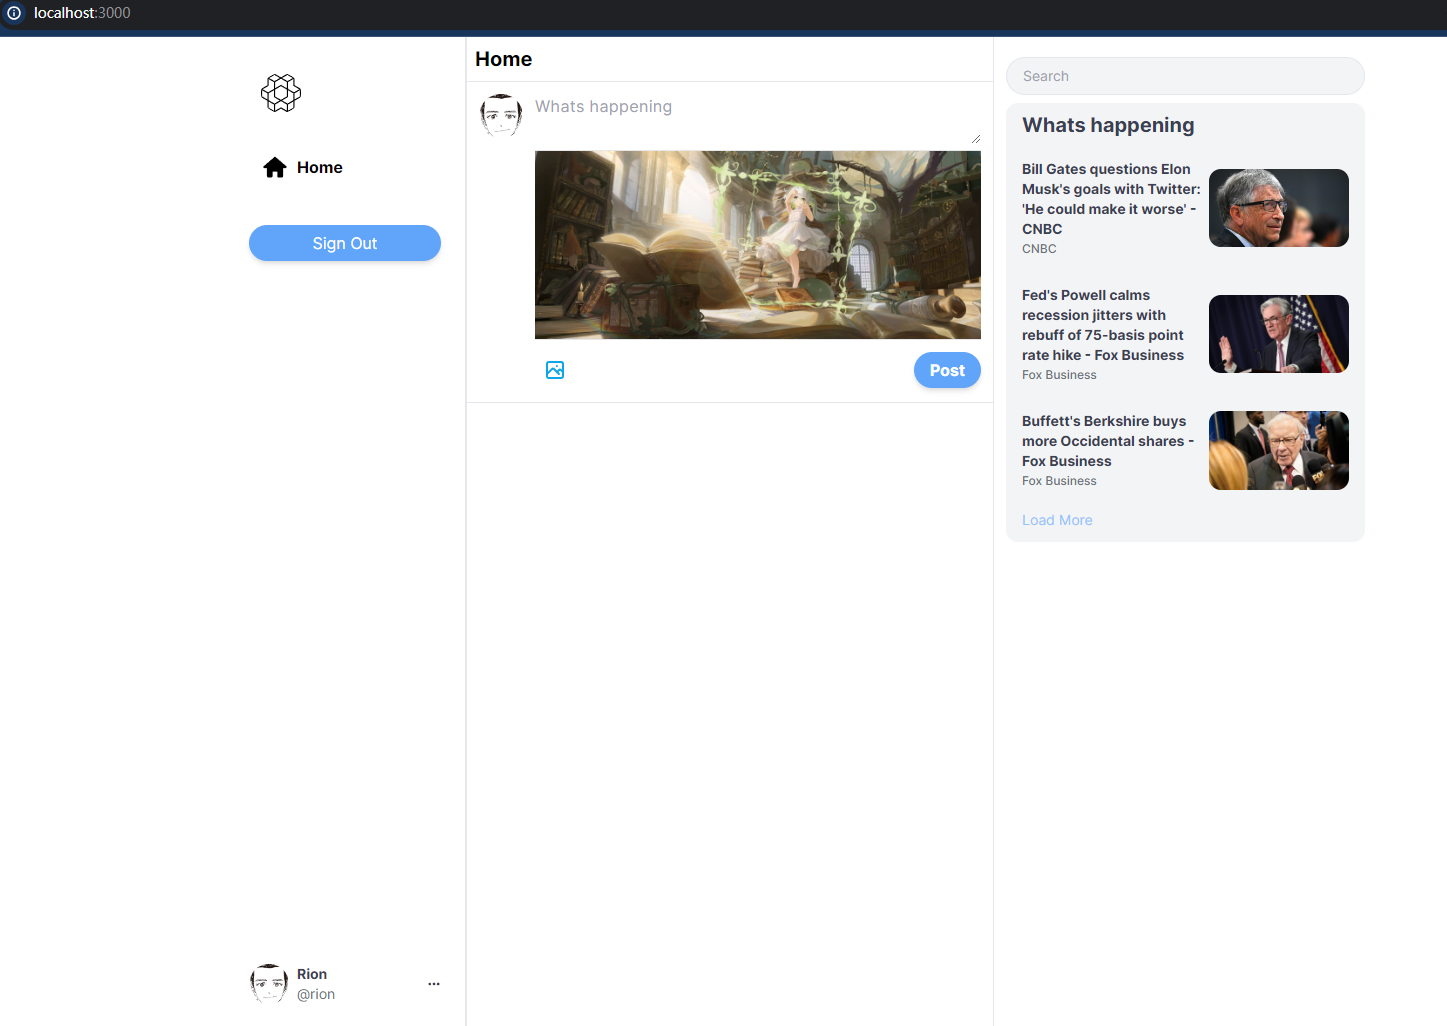 localhost:3000
Home
Sign Out
Rion
@rion
Home
Whats happening
Post
Search
Whats happening
Bill Gates questions Elon
Musk's goals with Twitter:
'He could make it worse' -
CNBC
CNBC
Fed's Powell calms
recession jitters with
rebuff of 75-basis point
rate hike - Fox Business
Fox Business
Buffett's Berkshire buys
more Occidental shares -
Fox Business
Fox Business
Load More